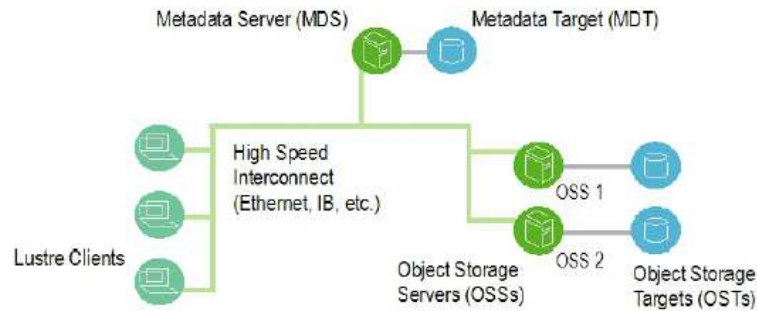 Metadata Server (MDS)
Metadata Target (MDT)
High Speed
Interconnect
(Ethernet, IB, etc.)
OSS 1
Lustre Clients
OSS 2
Object Storage
Servers (OSSs)
Object Storage
Targets (OSTs)